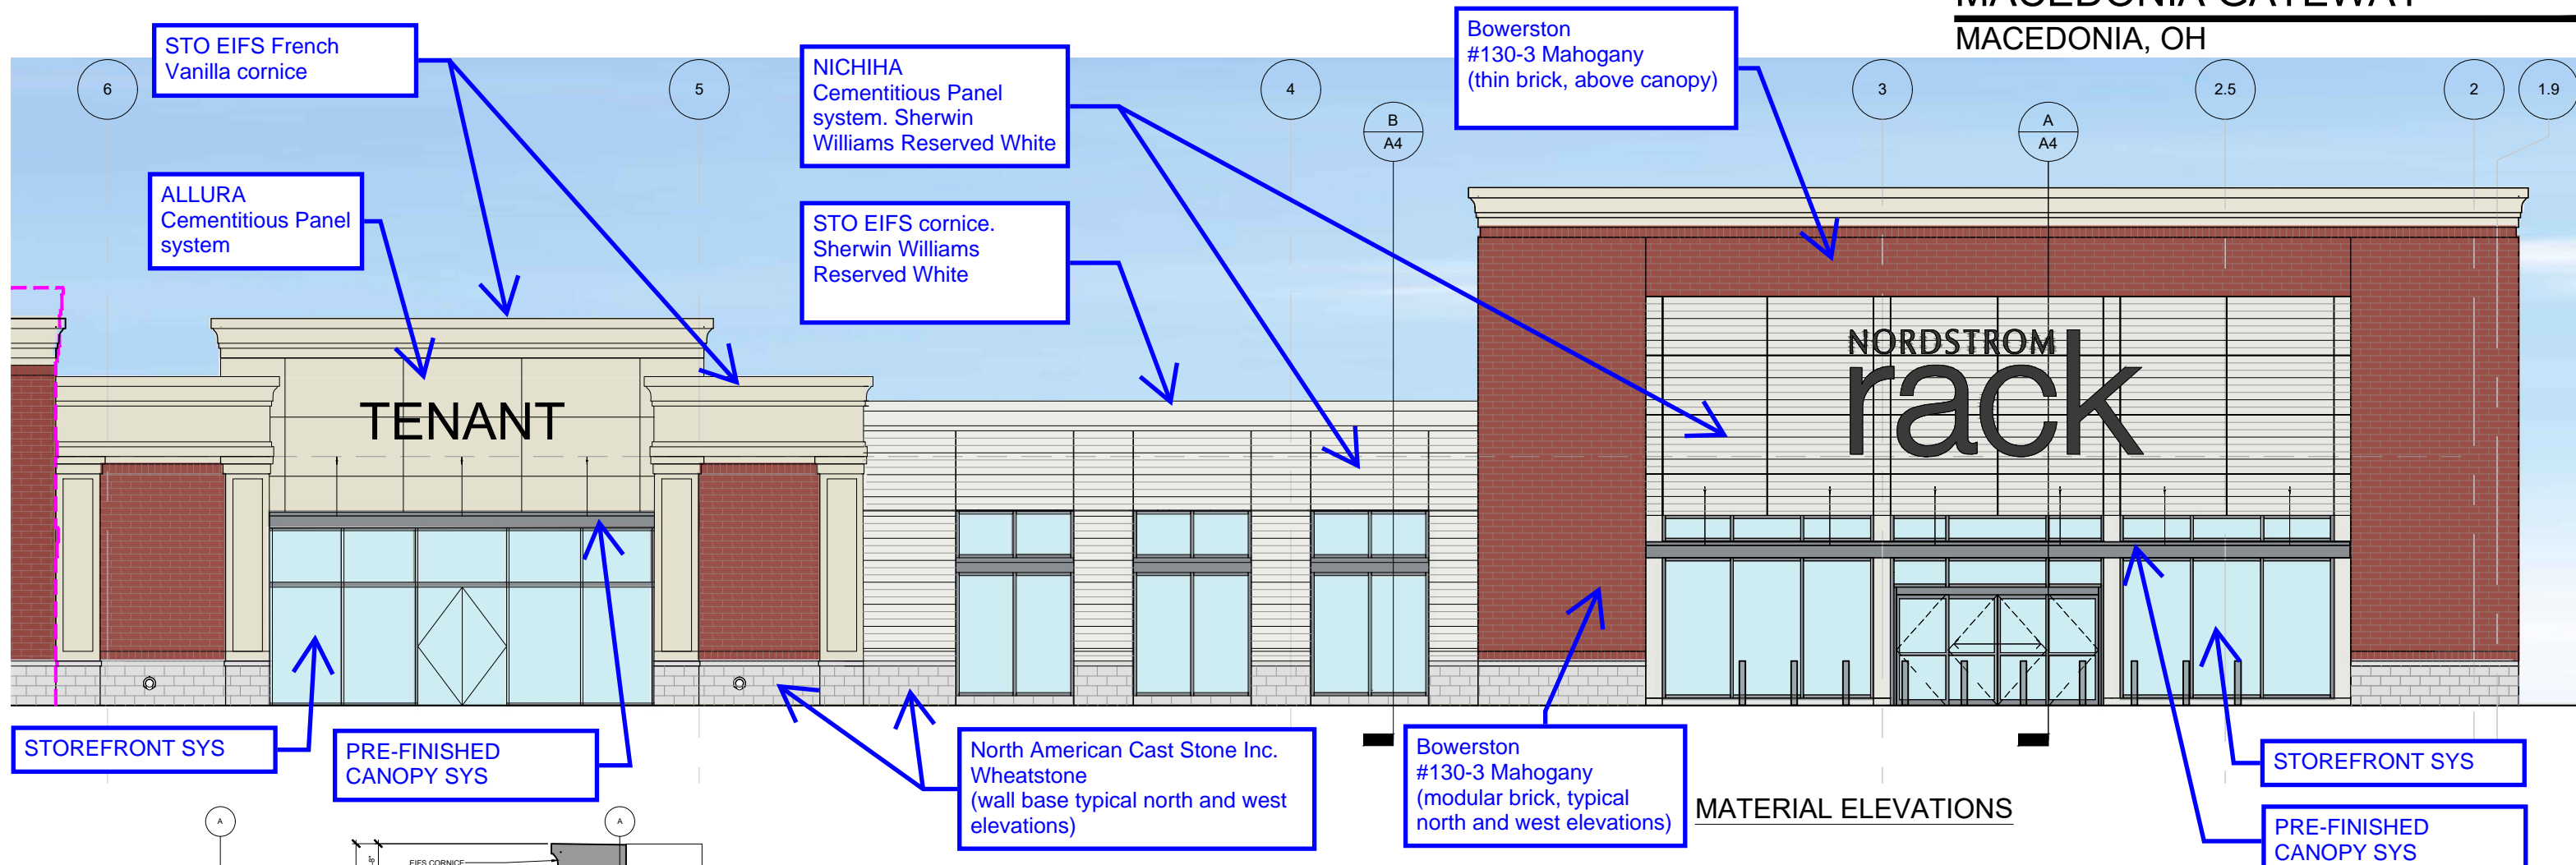 MACEDONIA GATEWAY
MACEDONIA, OH
6
5
4
3
2.5
2
1.9
B
A4
A
A4
STO EIFS French
Vanilla cornice
NICHIHA
Cementitious Panel
system. Sherwin
Williams Reserved White
Bowerston
#130-3 Mahogany
(thin brick, above canopy)
ALLURA
Cementitious Panel
system
STO EIFS cornice.
Sherwin Williams
Reserved White
TENANT
NORDSTROM
rack
STOREFRONT SYS
PRE-FINISHED
CANOPY SYS
North American Cast Stone Inc.
Wheatstone
(wall base typical north and west
elevations)
Bowerston
#130-3 Mahogany
(modular brick, typical
north and west elevations)
MATERIAL ELEVATIONS
STOREFRONT SYS
PRE-FINISHED
CANOPY SYS
A
A
EIFS CORNICE